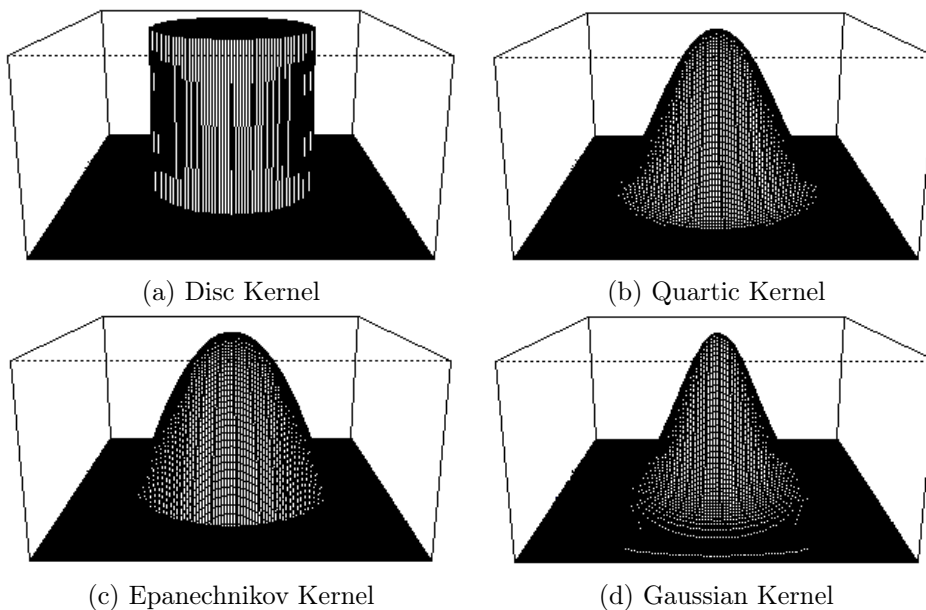 (a) Disc Kernel
(b) Quartic Kernel
(c) Epanechnikov Kernel
(d) Gaussian Kernel